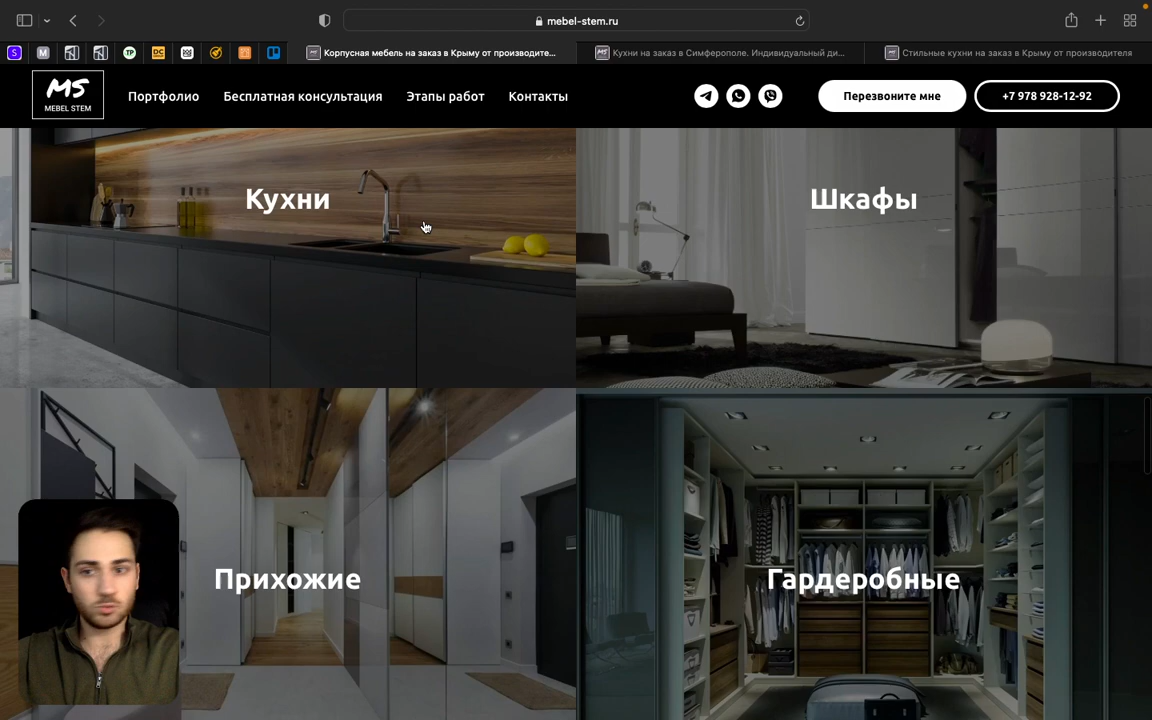 mebel-stem.ru
S
M
TP
DC
Корпусная мебель на заказ в Крыму от производите...
Кухни на заказ в Симферополе. Индивидуальный ди...
Стильные кухни на заказ в Крыму от производителя
MS
MEBEL STEM
Портфолио
Бесплатная консультация
Этапы работ
Контакты
Перезвоните мне
+7 978 928-12-92
Кухни
Шкафы
Прихожие
Гардеробные